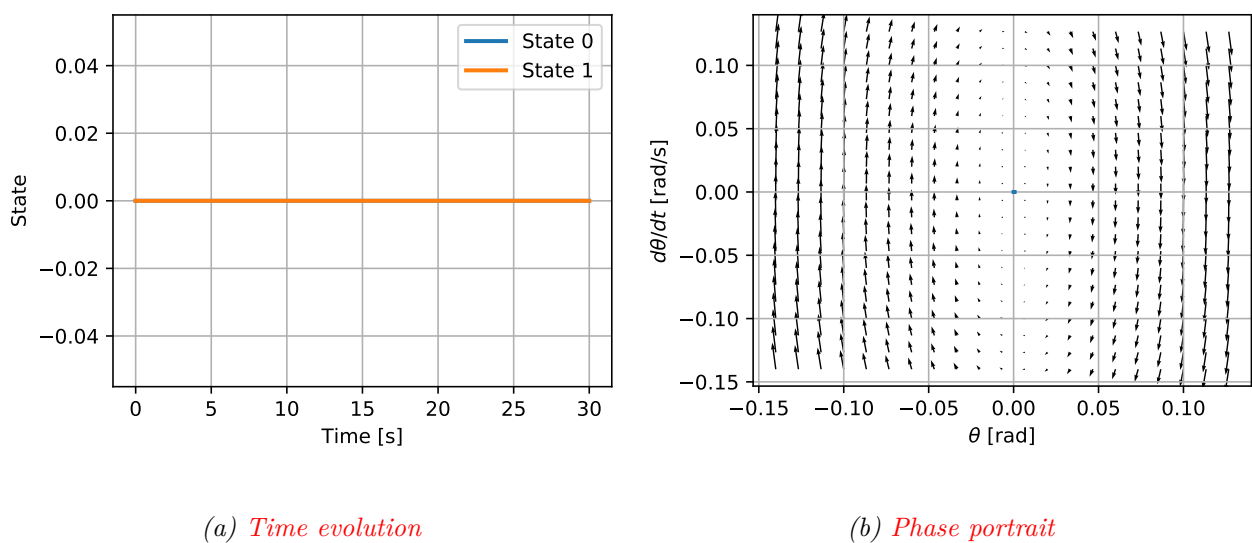 State 0
State 1
0.04
0.02
0.00
−0.02
−0.04
State
0 5 10 15 20 25 30
Time [s]
0.10
0.05
0.00
−0.05
−0.10
−0.15
dθ/dt [rad/s]
−0.15 −0.10 −0.05 0.00 0.05 0.10
θ [rad]
(a) Time evolution
(b) Phase portrait